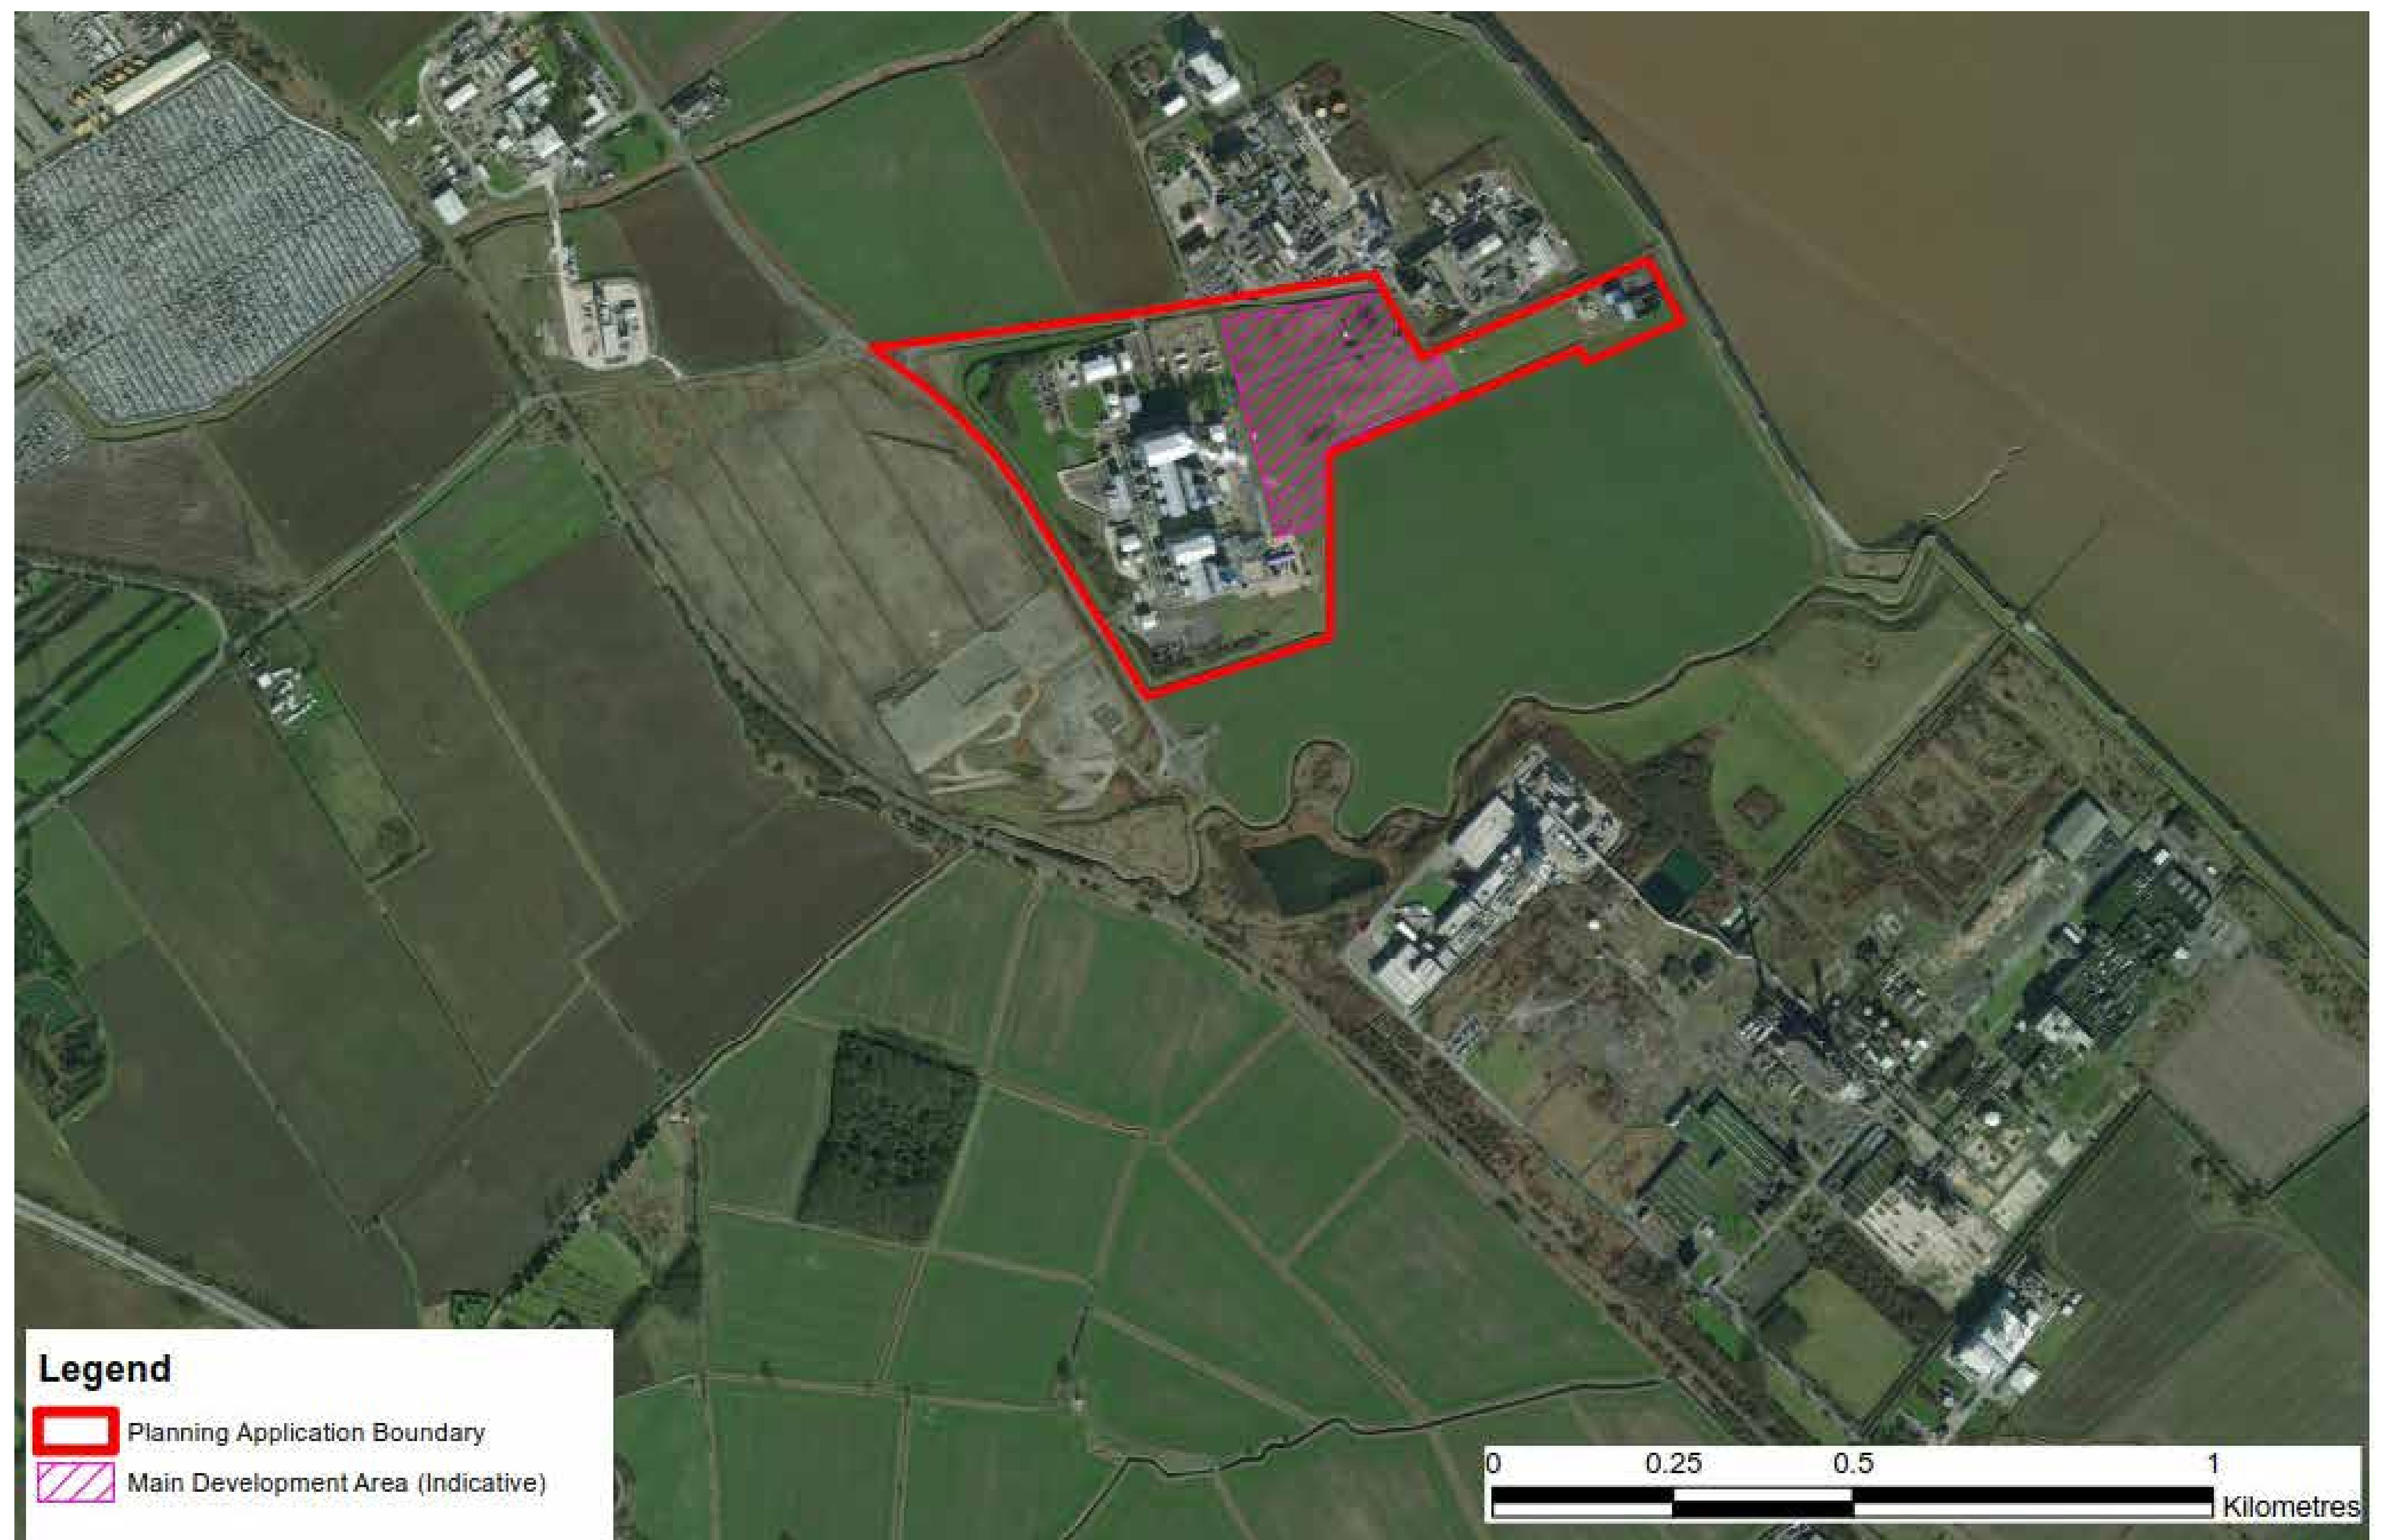 Legend
Planning Application Boundary
Main Development Area (Indicative)
0 0.25 0.5 1
Kilometres